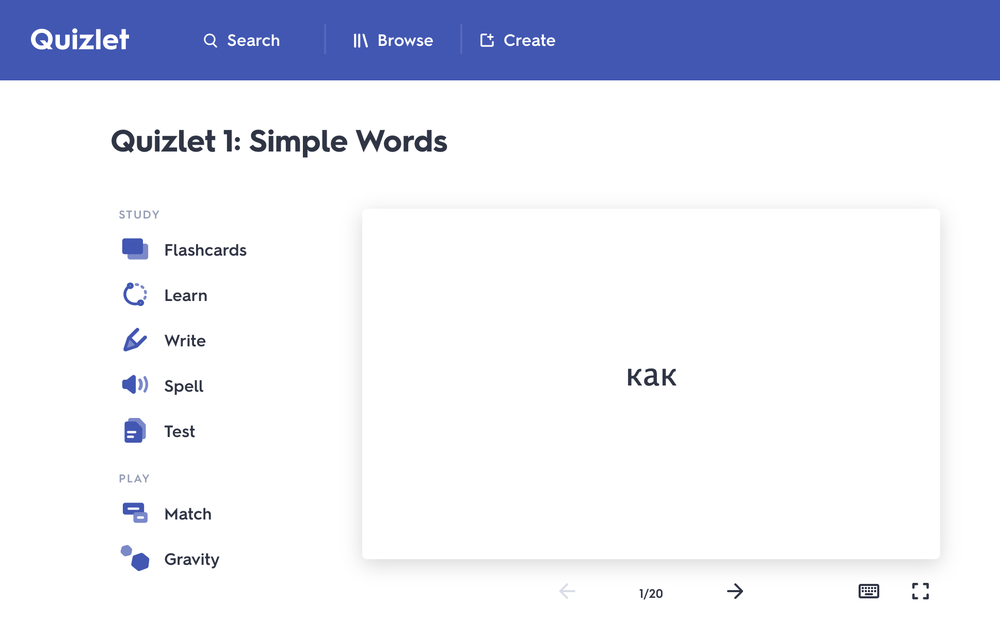 Quizlet
Search
Browse
Create
Quizlet 1: Simple Words
STUDY
Flashcards
Learn
Write
Spell
Test
PLAY
Match
Gravity
как
1/20